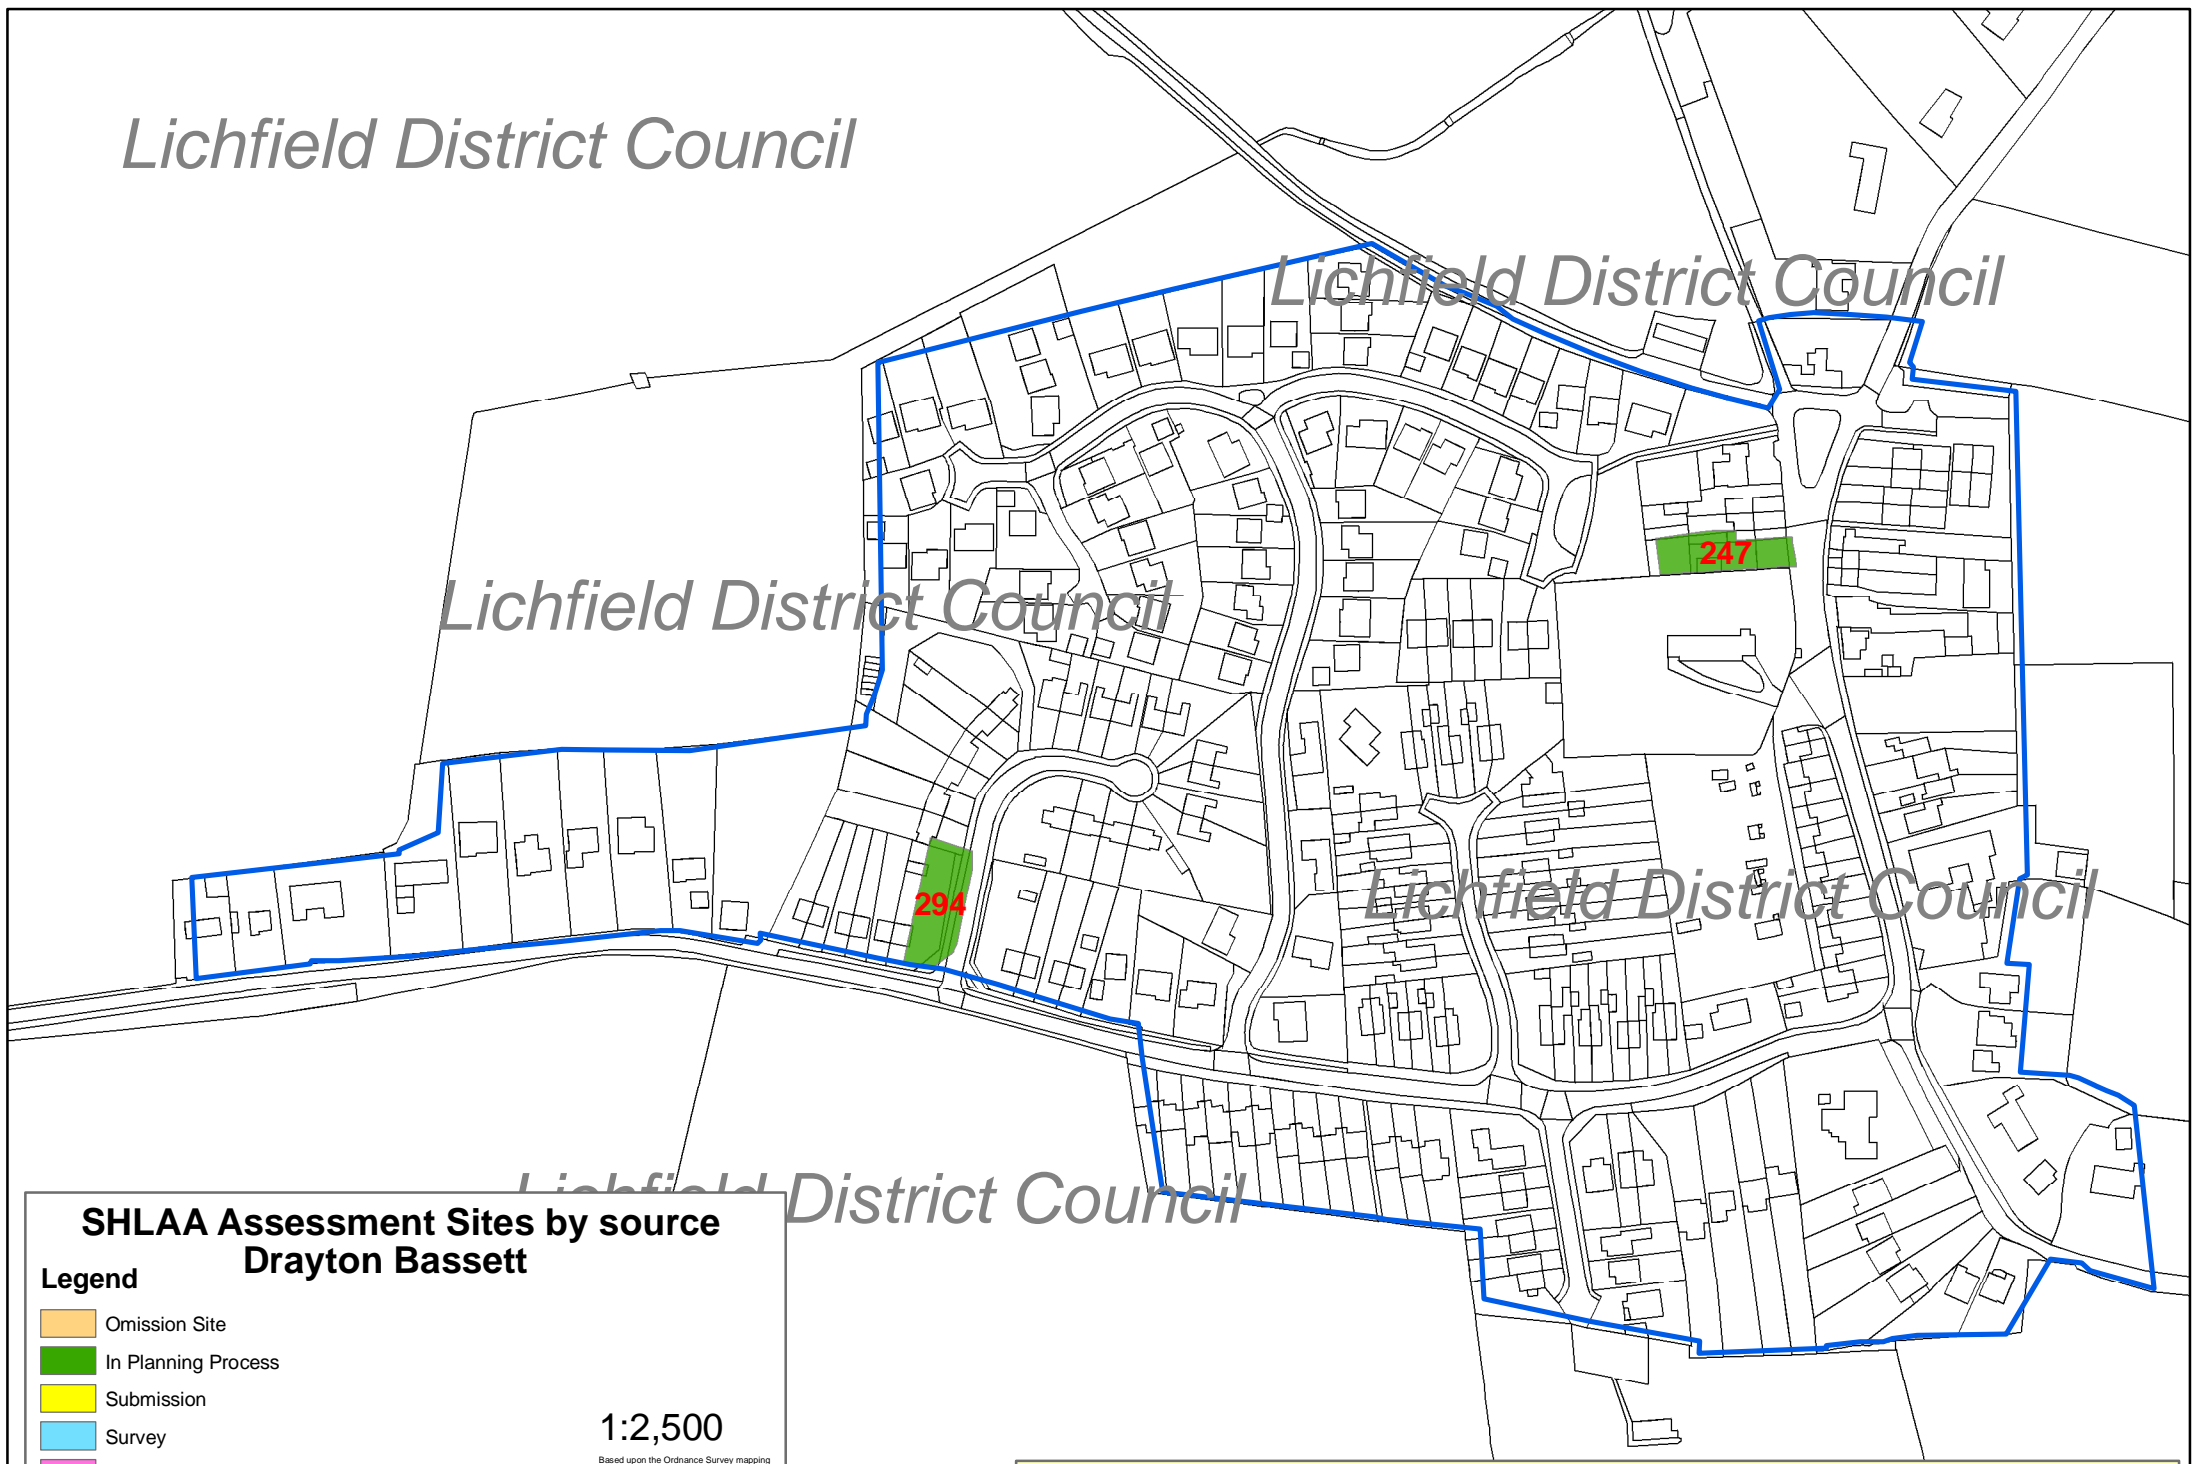 Lichfield District Council
Lichfield District Council
247
Lichfield District Council
294
Lichfield District Council
Lichfield District Council
SHLAA Assessment Sites by source
Drayton Bassett
Legend
Omission Site
In Planning Process
Submission
Survey
1:2,500
Based upon the Ordnance Survey mapping